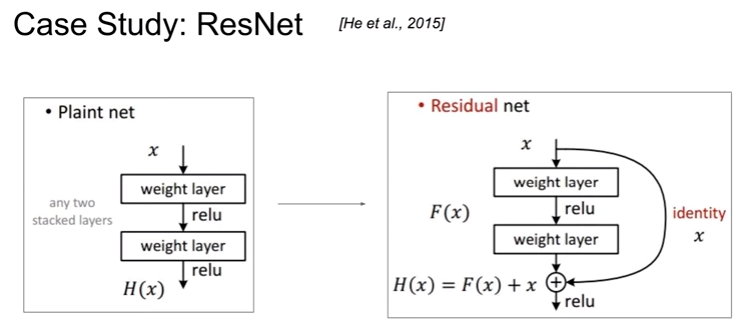 Case Study: ResNet [He et al., 2015]
• Plaint net
x
weight layer
any two
stacked layers
relu
weight layer
relu
H(x)
• Residual net
x
weight layer
F(x)
relu
identity
x
weight layer
H(x) = F(x) + x
relu